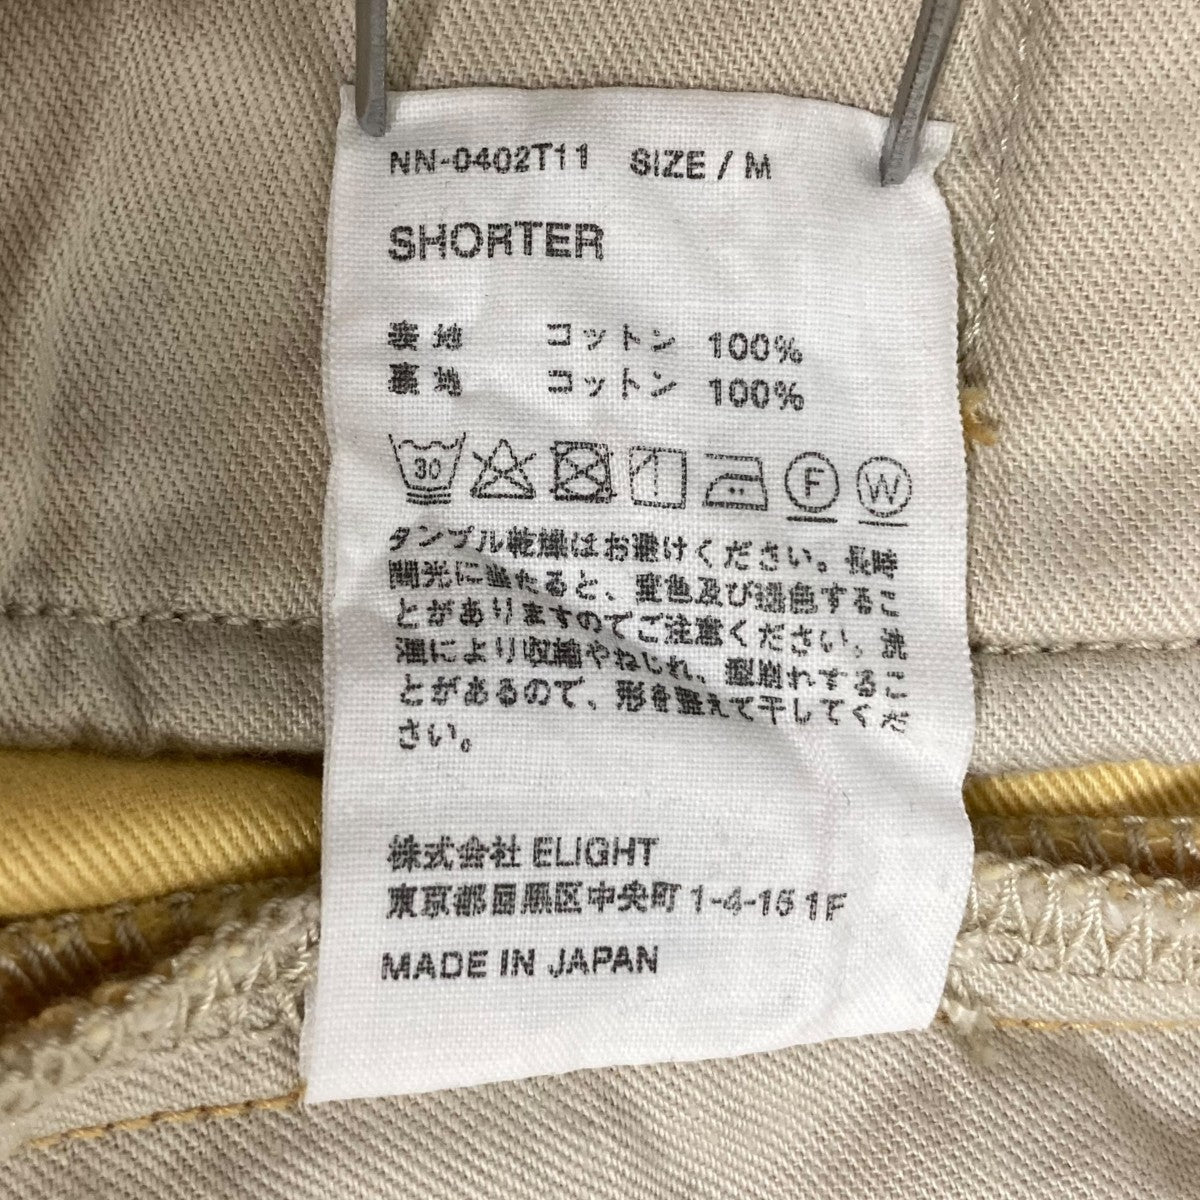 NN-0402T11 SIZE / M
SHORTER
表地 コットン 100%
裏地 コットン 100%
30 F W
タンブル乾燥はお避けください。長時
間光に当たると、変色及び退色するこ
とがありますのでご注意ください。洗
濯により収縮やねじれ、型崩れするこ
とがあるので、形を整えて干してくだ
さい。
株式会社 ELIGHT
東京都目黒区中央町 1-4-15 1F
MADE IN JAPAN